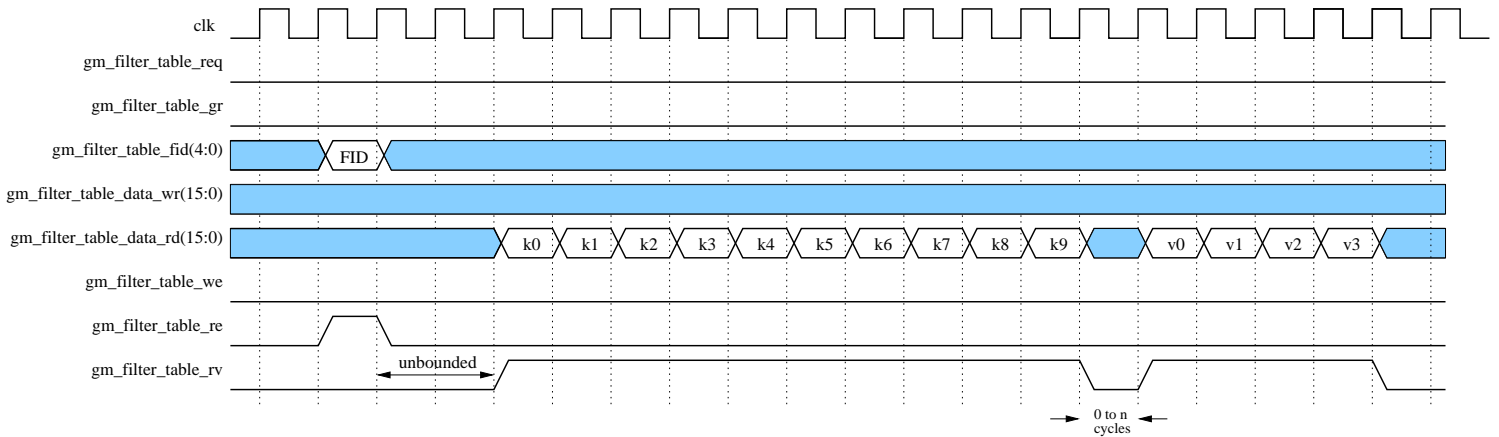 clk
gm_filter_table_req
gm_filter_table_gr
gm_filter_table_fid(4:0)
FID
gm_filter_table_data_wr(15:0)
gm_filter_table_data_rd(15:0)
k0 k1 k2 k3 k4 k5 k6 k7 k8 k9 v0 v1 v2 v3
gm_filter_table_we
gm_filter_table_re
gm_filter_table_rv
unbounded
0 to n
cycles